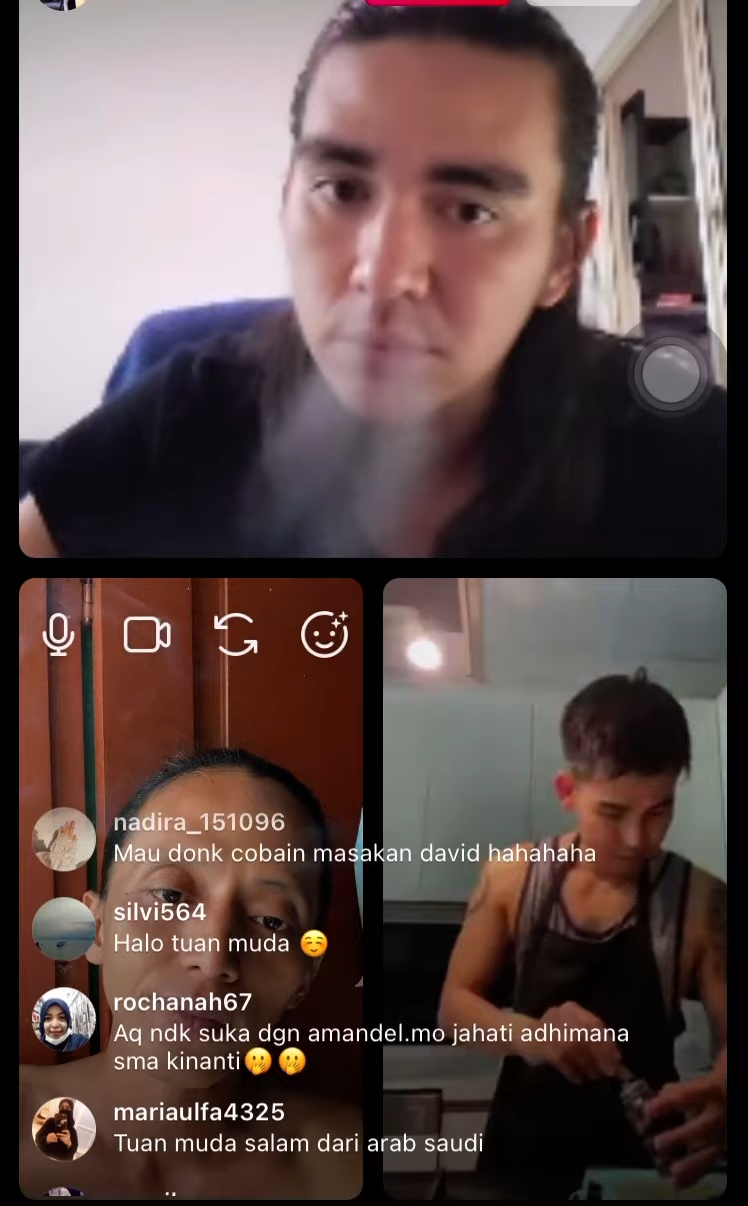 nadira_151096
Mau donk cobain masakan david hahahaha
silvi564
Halo tuan muda ☺️
rochanah67
Aq ndk suka dgn amandel.mo jahati adhimana
sma kinanti🤭🤭
mariaulfa4325
Tuan muda salam dari arab saudi